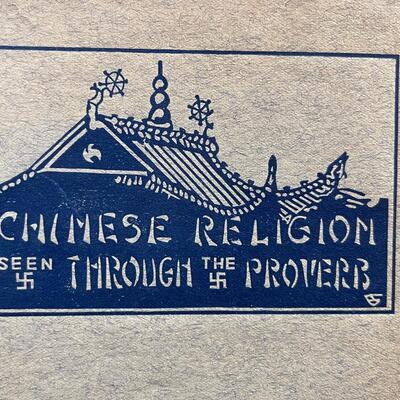 CHINESE RELIGION
SEEN THROUGH THE PROVERB